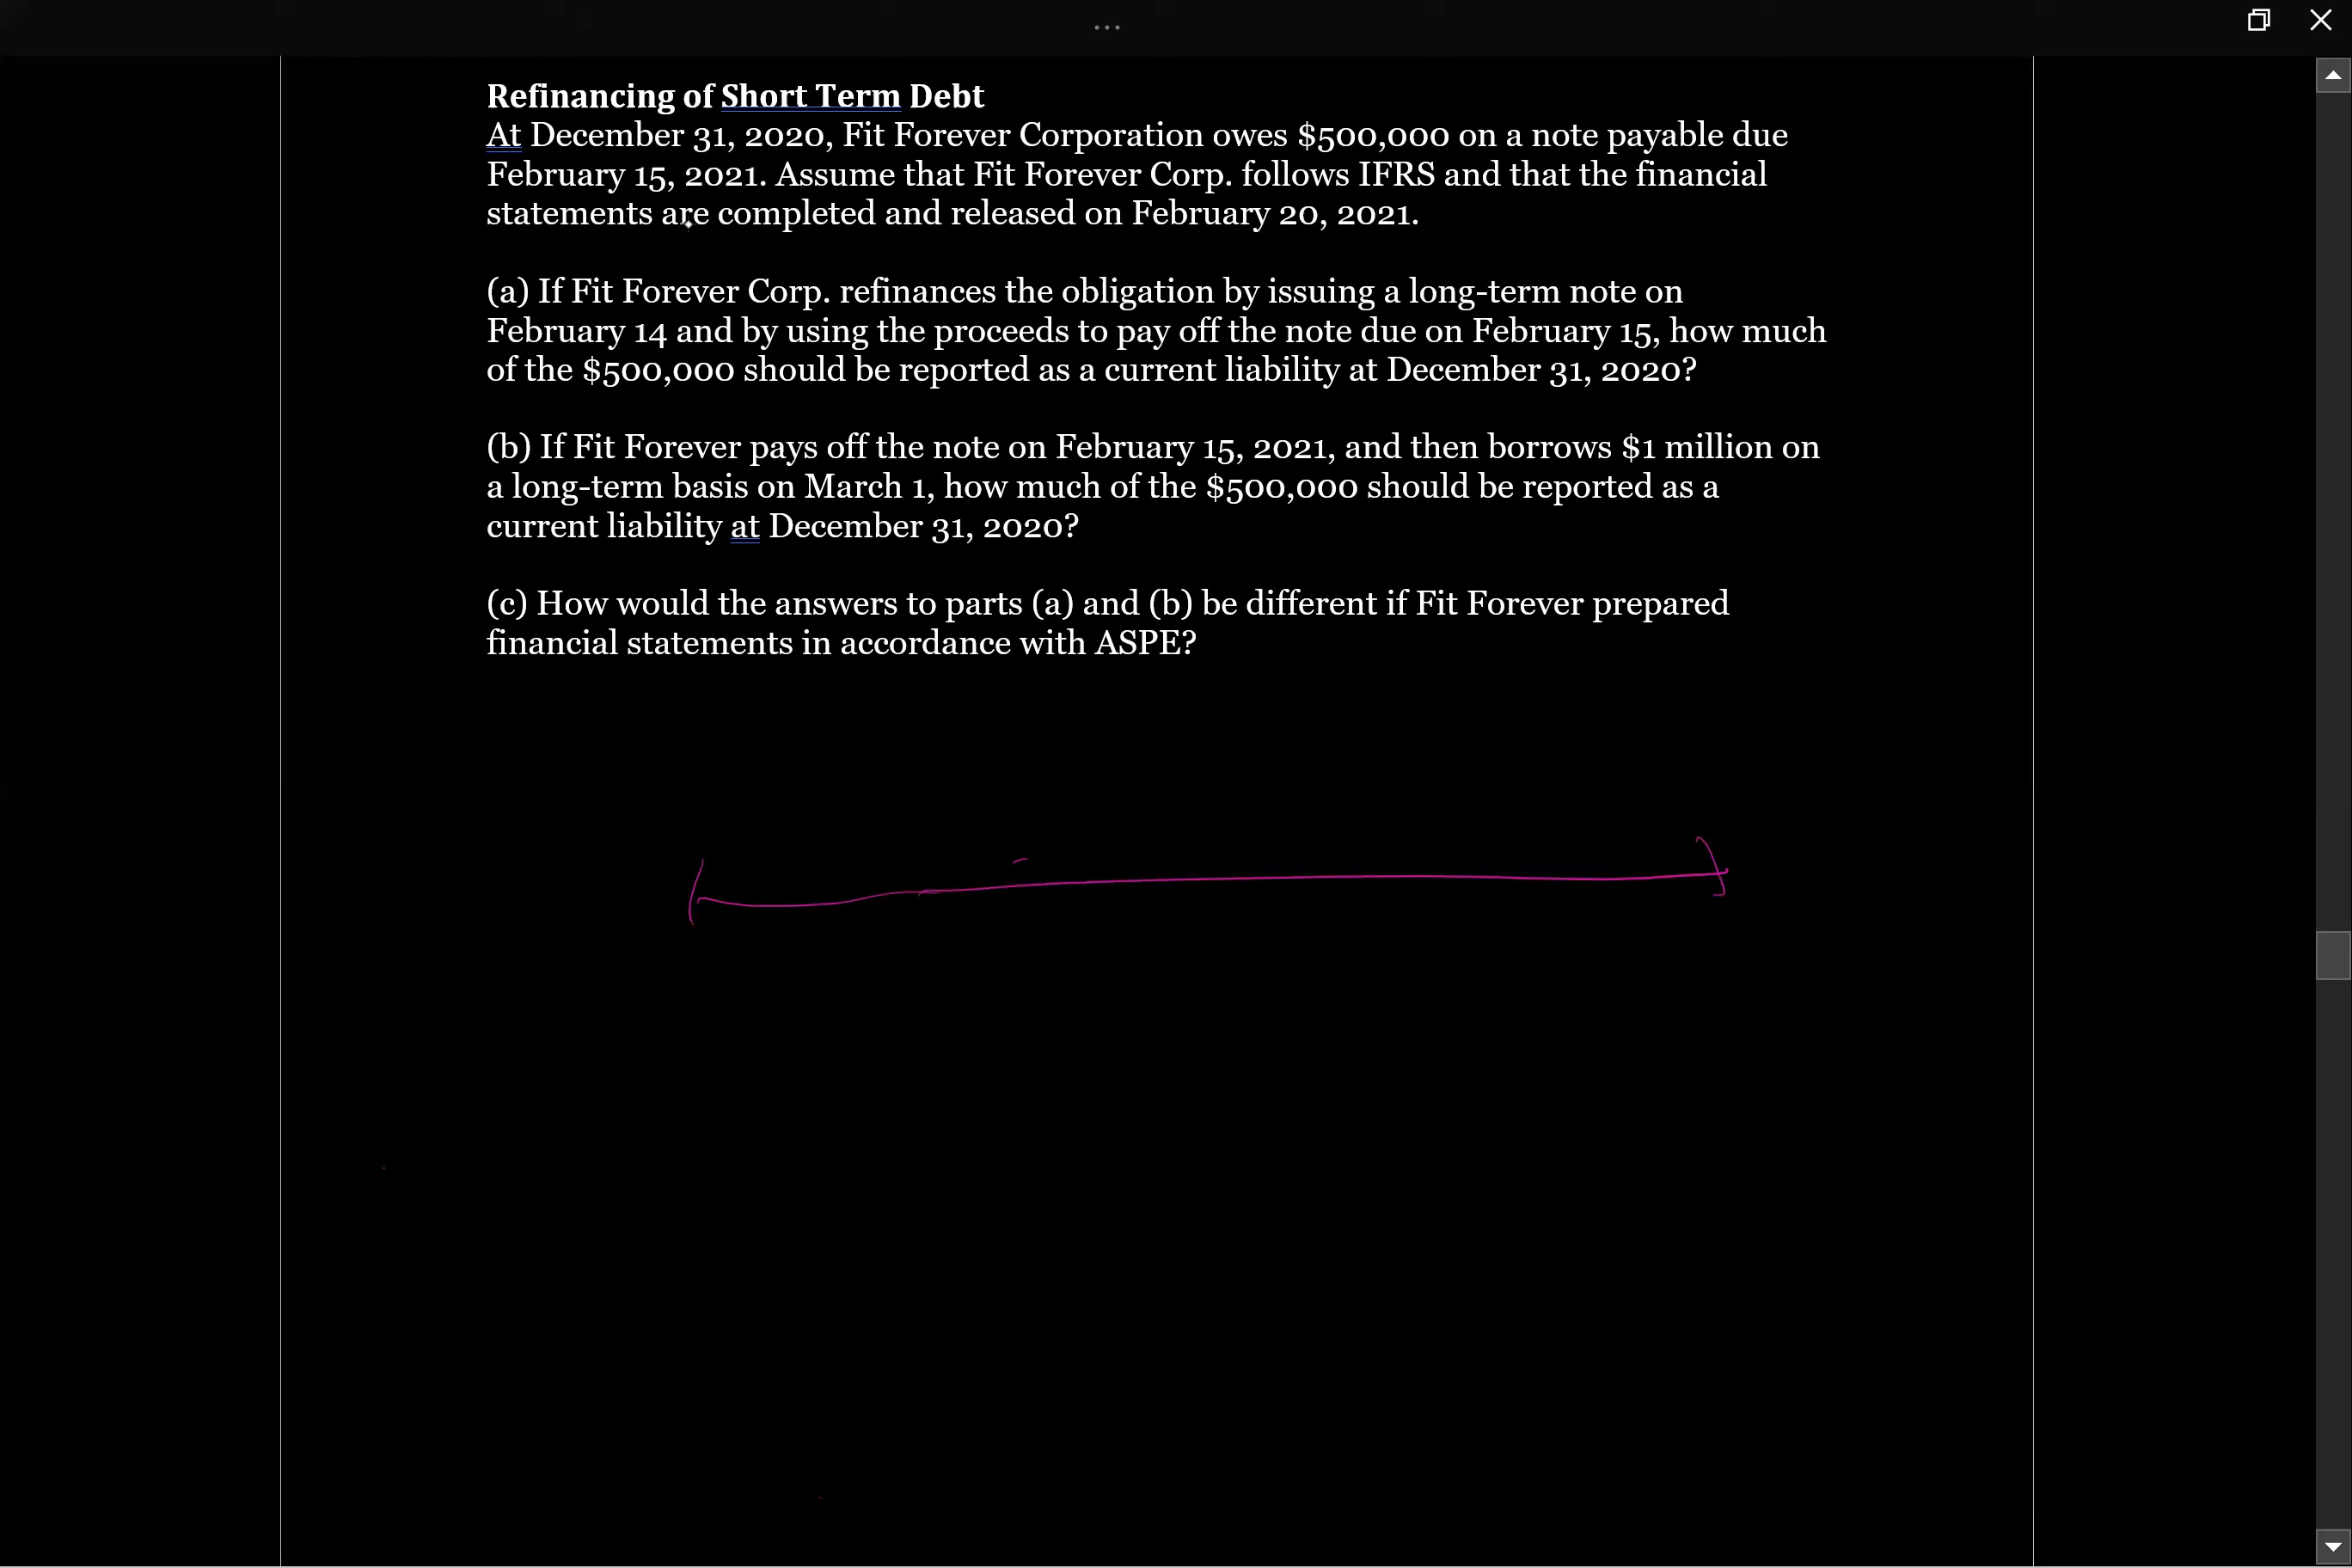 Refinancing of Short Term Debt
At December 31, 2020, Fit Forever Corporation owes $500,000 on a note payable due
February 15, 2021. Assume that Fit Forever Corp. follows IFRS and that the financial
statements are completed and released on February 20, 2021.
(a) If Fit Forever Corp. refinances the obligation by issuing a long-term note on
February 14 and by using the proceeds to pay off the note due on February 15, how much
of the $500,000 should be reported as a current liability at December 31, 2020?
(b) If Fit Forever pays off the note on February 15, 2021, and then borrows $1 million on
a long-term basis on March 1, how much of the $500,000 should be reported as a
current liability at December 31, 2020?
(c) How would the answers to parts (a) and (b) be different if Fit Forever prepared
financial statements in accordance with ASPE?